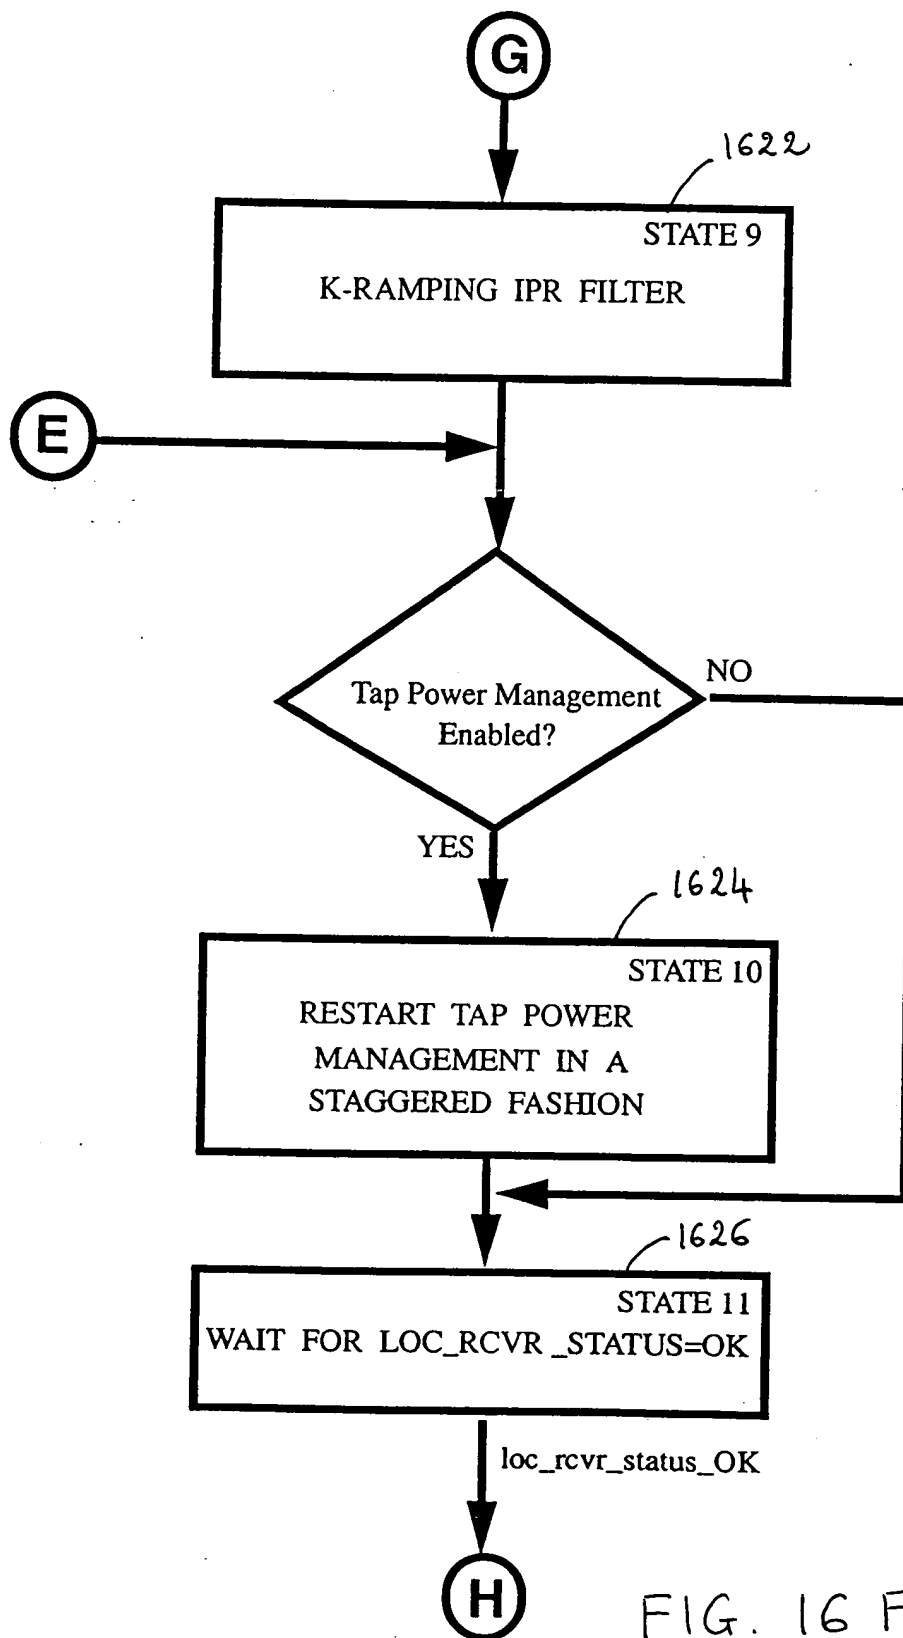 G
1622
STATE 9
K-RAMPING IPR FILTER
E
Tap Power Management
Enabled?
NO
YES
1624
STATE 10
RESTART TAP POWER
MANAGEMENT IN A
STAGGERED FASHION
1626
STATE 11
WAIT FOR LOC_RCVR_STATUS=OK
loc_rcvr_status_OK
H
FIG. 16 F